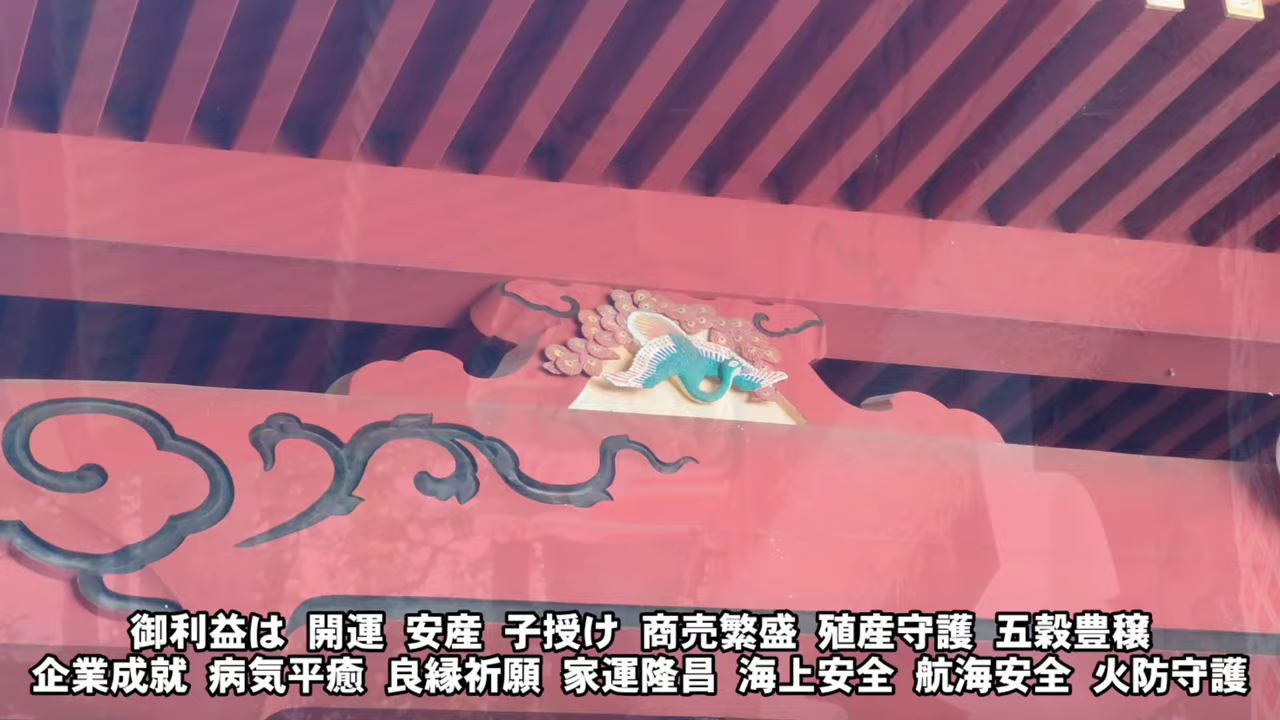 御利益は 開運 安産 子授け 商売繁盛 殖産守護 五穀豊穣
企業成就 病気平癒 良縁祈願 家運隆昌 海上安全 航海安全 火防守護